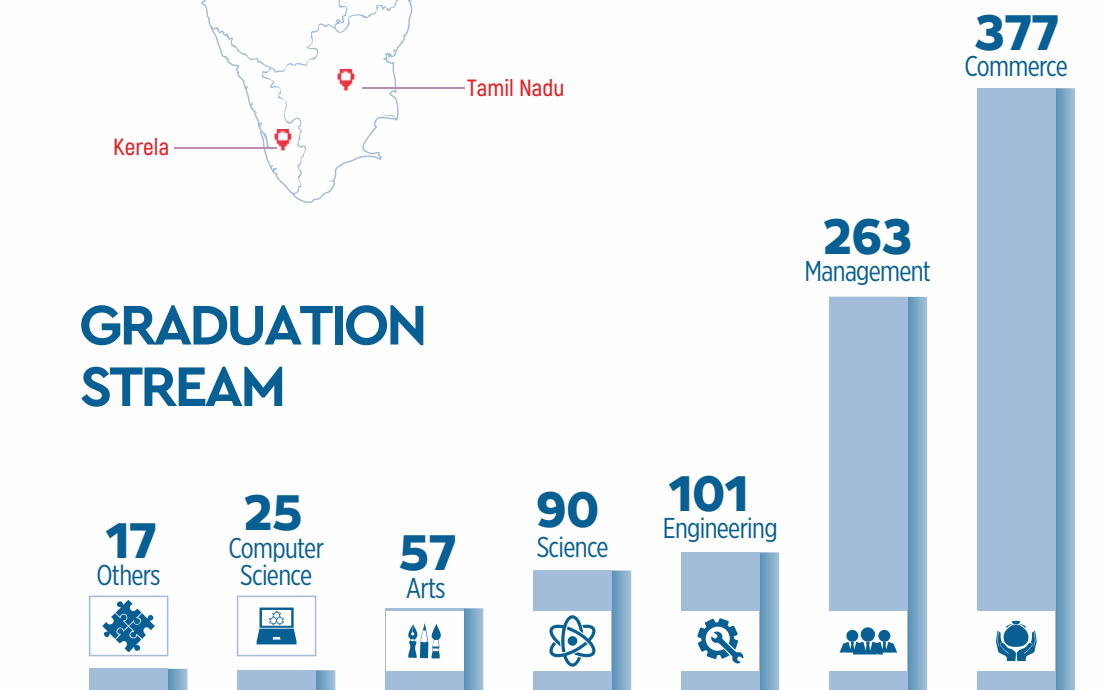 Tamil Nadu
Kerela
GRADUATION
STREAM
17
Others
25
Computer
Science
57
Arts
90
Science
101
Engineering
263
Management
377
Commerce